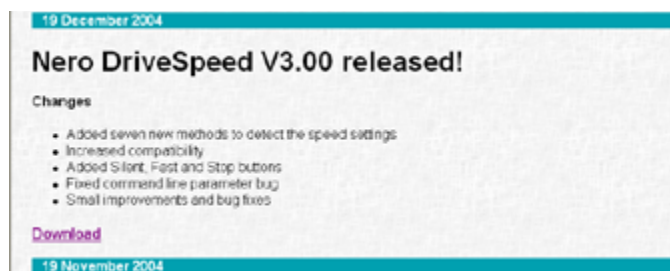 19 December 2004
Nero DriveSpeed V3.00 released!
Changes
Added seven new methods to detect the speed settings
Increased compatibility
Added Silent, Fast and Stop buttons
Fixed command line parameter bug
Small improvements and bug fixes
Download
19 November 2004